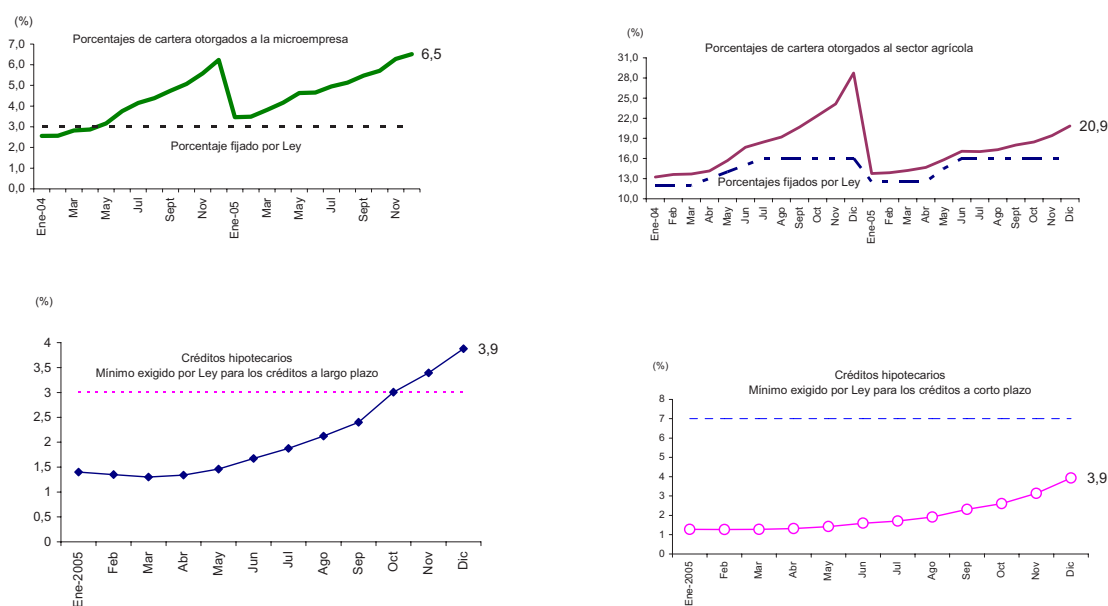 (%)
Porcentajes de cartera otorgados a la microempresa
7,0
6,0
5,0
4,0
3,0
2,0
1,0
0,0
6,5
Porcentaje fijado por Ley
Ene-04
Mar
May
Jul
Sept
Nov
Ene-05
Mar
May
Jul
Sept
Nov
(%)
Porcentajes de cartera otorgados al sector agrícola
31,0
28,0
25,0
22,0
19,0
16,0
13,0
10,0
20,9
Porcentajes fijados por Ley
Ene-04
Feb
Mar
Abr
May
Jun
Jul
Ago
Sept
Oct
Nov
Dic
Ene-05
Feb
Mar
Abr
May
Jun
Jul
Ago
Sept
Oct
Nov
Dic
(%)
Créditos hipotecarios
Mínimo exigido por Ley para los créditos a largo plazo
4
3,5
3
2,5
2
1,5
1
0,5
0
3,9
Ene-2005
Feb
Mar
Abr
May
Jun
Jul
Ago
Sep
Oct
Nov
Dic
(%)
Créditos hipotecarios
Mínimo exigido por Ley para los créditos a corto plazo
8
7
6
5
4
3
2
1
0
3,9
Ene-2005
Feb
Mar
Abr
May
Jun
Jul
Ago
Sep
Oct
Nov
Dic